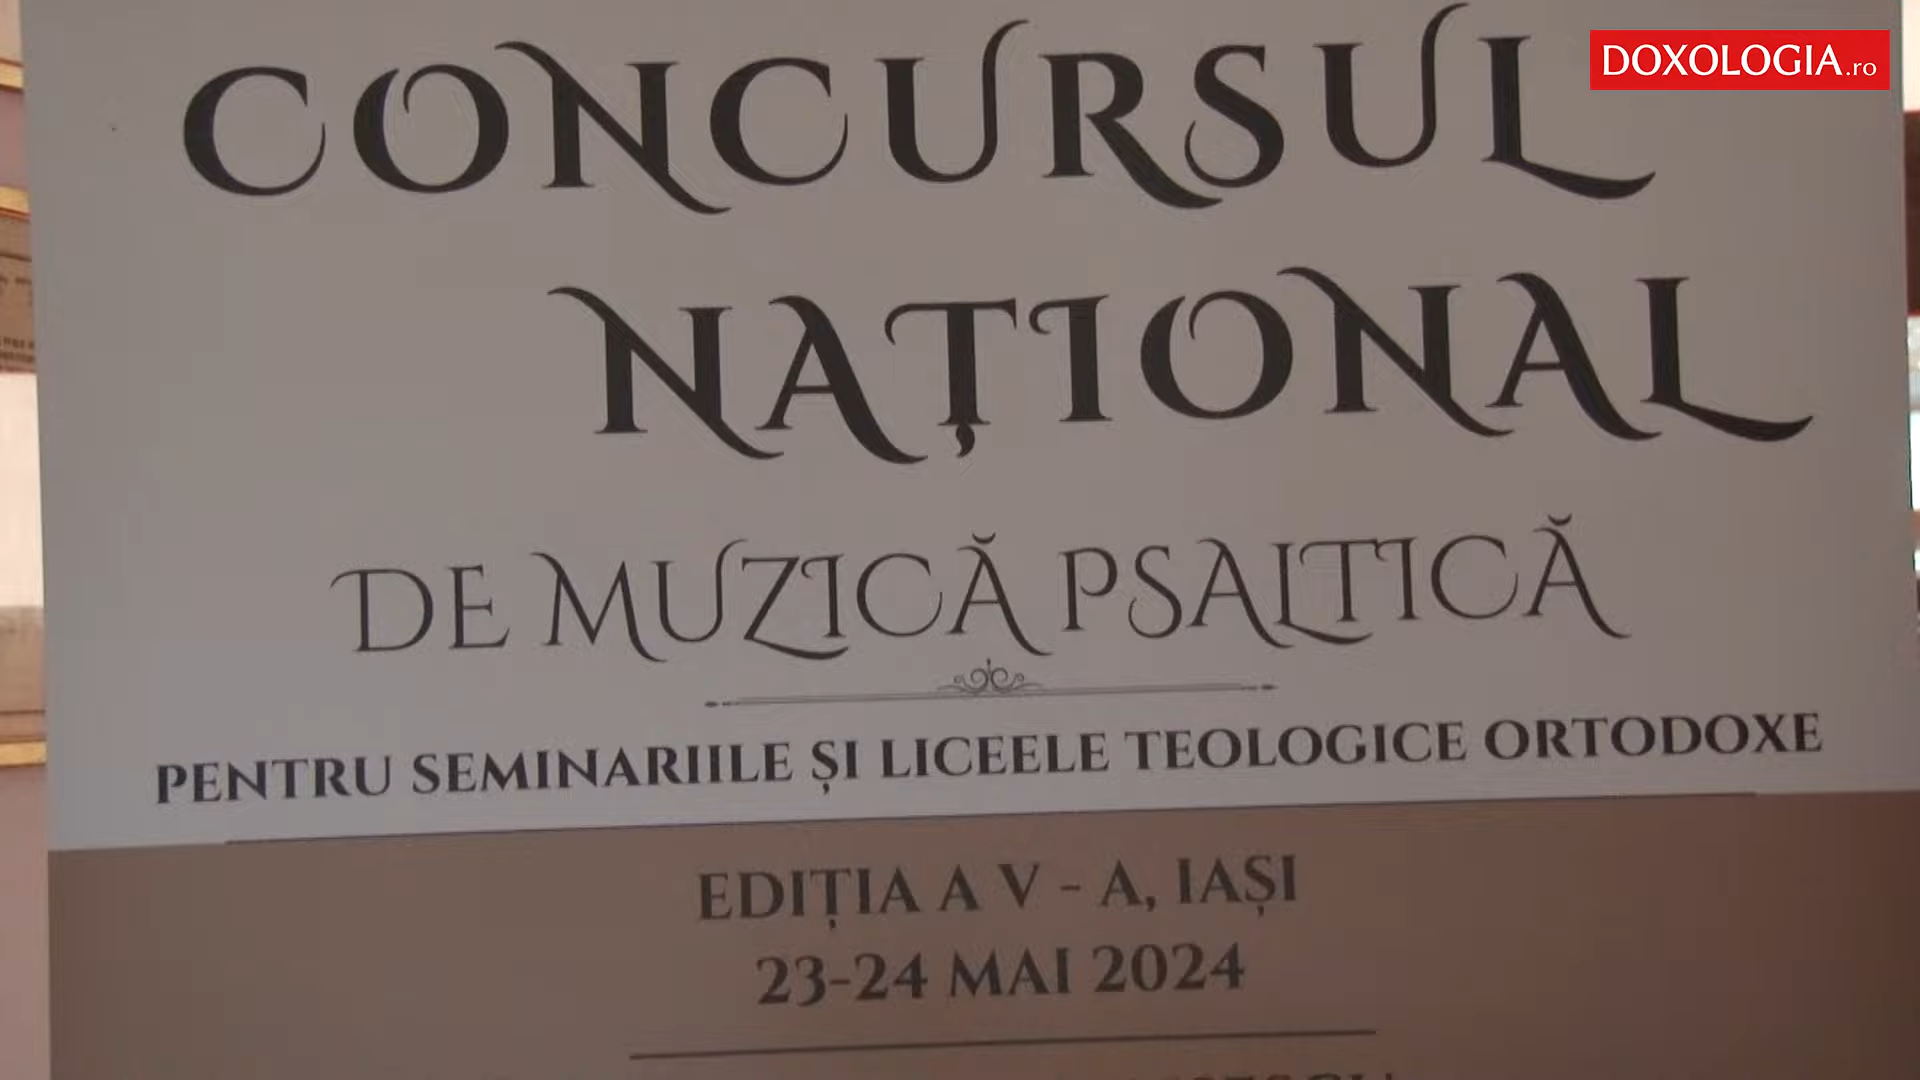 DOXOLOGIA.ro
CONCURSUL
NAȚIONAL
DE MUZICĂ PSALTICĂ
PENTRU SEMINARIILE ȘI LICEELE TEOLOGICE ORTODOXE
EDIȚIA A V - A, IAȘI
23-24 MAI 2024